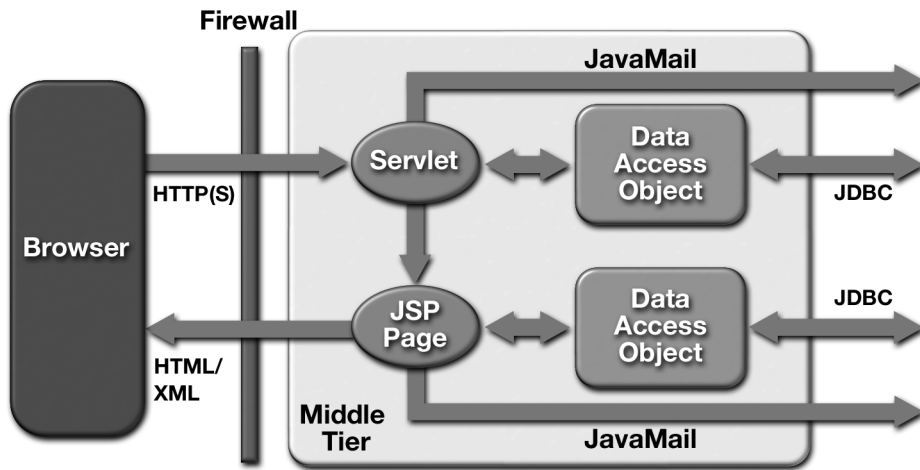 Firewall
JavaMail
Servlet
Data
Access
Object
HTTP(S)
JDBC
Browser
JSP
Page
Data
Access
Object
JDBC
HTML/
XML
Middle
Tier
JavaMail